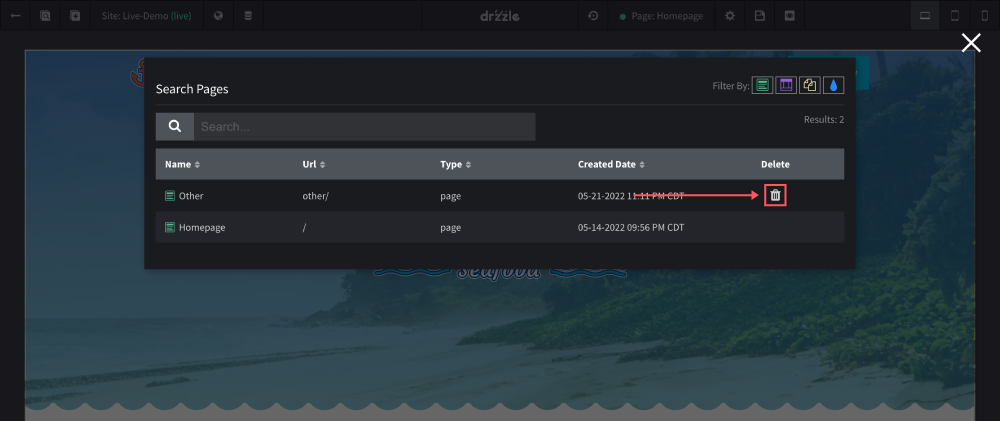 Site: Live-Demo (live)
drzzle
Page: Homepage
Search Pages
Filter By:
Search...
Results: 2
Name Url Type Created Date Delete
Other other/ page 05-21-2022 11:11 PM CDT
Homepage / page 05-14-2022 09:56 PM CDT
Seafood